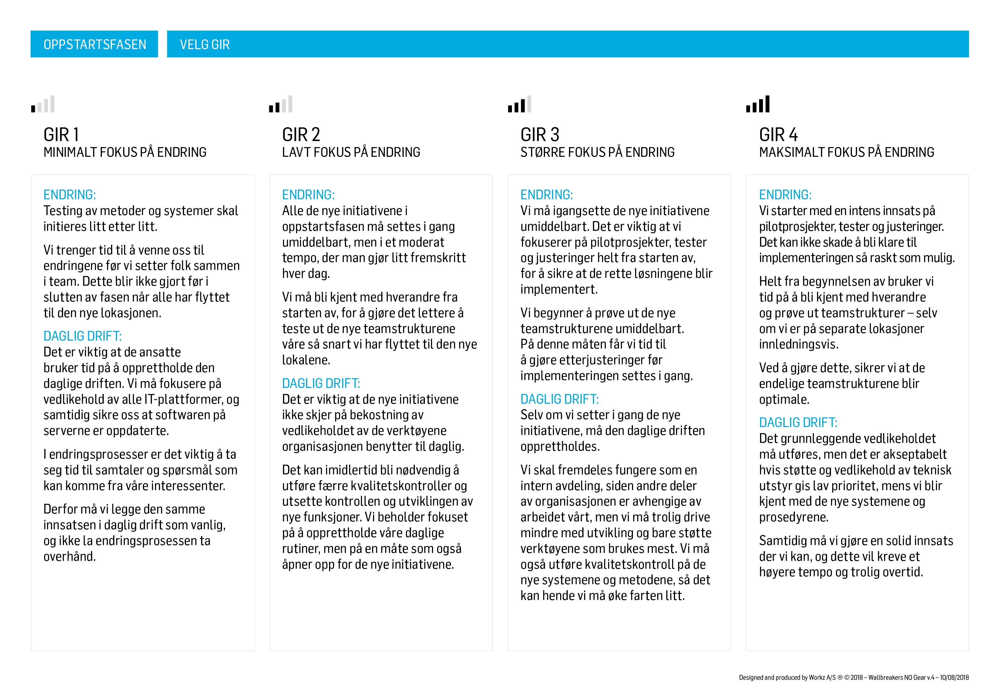 OPPSTARTSFASEN
VELG GIR
GIR 1
MINIMALT FOKUS PÅ ENDRING
ENDRING:
Testing av metoder og systemer skal
initieres litt etter litt.
Vi trenger tid til å venne oss til
endringene før vi setter folk sammen
i team. Dette blir ikke gjort før i
slutten av fasen når alle har flyttet
til den nye lokasjonen.
DAGLIG DRIFT:
Det er viktig at de ansatte
bruker tid på å opprettholde den
daglige driften. Vi må fokusere på
vedlikehold av alle IT-plattformer, og
samtidig sikre oss at softwaren på
serverne er oppdaterte.
I endringsprosesser er det viktig å ta
seg tid til samtaler og spørsmål som
kan komme fra våre interessenter.
Derfor må vi legge den samme
innsatsen i daglig drift som vanlig,
og ikke la endringsprosessen ta
overhånd.
GIR 2
LAVT FOKUS PÅ ENDRING
ENDRING:
Alle de nye initiativene i
oppstartsfasen må settes i gang
umiddelbart, men i et moderat
tempo, der man gjør litt fremskritt
hver dag.
Vi må bli kjent med hverandre fra
starten av, for å gjøre det lettere å
teste ut de nye teamstrukturene
våre så snart vi har flyttet til den nye
lokalene.
DAGLIG DRIFT:
Det er viktig at de nye initiativene
ikke skjer på bekostning av
vedlikeholdet av de verktøyene
organisasjonen benytter til daglig.
Det kan imidlertid bli nødvendig å
utføre færre kvalitetskontroller og
utsette kontrollen og utviklingen av
nye funksjoner. Vi beholder fokuset
på å opprettholde våre daglige
rutiner, men på en måte som også
åpner opp for de nye initiativene.
GIR 3
STØRRE FOKUS PÅ ENDRING
ENDRING:
Vi må igangsette de nye initiativene
umiddelbart. Det er viktig at vi
fokuserer på pilotprosjekter, tester
og justeringer helt fra starten av,
for å sikre at de rette løsningene blir
implementert.
Vi begynner å prøve ut de nye
teamstrukturene umiddelbart.
På denne måten får vi tid til
å gjøre etterjusteringer før
implementeringen settes i gang.
DAGLIG DRIFT:
Selv om vi setter i gang de nye
initiativene, må den daglige driften
opprettholdes.
Vi skal fremdeles fungere som en
intern avdeling, siden andre deler
av organisasjonen er avhengige av
arbeidet vårt, men vi må trolig drive
mindre med utvikling og bare støtte
verktøyene som brukes mest. Vi må
også utføre kvalitetskontroll på de
nye systemene og metodene, så det
kan hende vi må øke farten litt.
GIR 4
MAKSIMALT FOKUS PÅ ENDRING
ENDRING:
Vi starter med en intens innsats på
pilotprosjekter, tester og justeringer.
Det kan ikke skade å bli klare til
implementeringen så raskt som mulig.
Helt fra begynnelsen av bruker vi
tid på å bli kjent med hverandre
og prøve ut teamstrukturer – selv
om vi er på separate lokasjoner
innledningsvis.
Ved å gjøre dette, sikrer vi at de
endelige teamstrukturene blir
optimale.
DAGLIG DRIFT:
Det grunnleggende vedlikeholdet
må utføres, men det er akseptabelt
hvis støtte og vedlikehold av teknisk
utstyr gis lav prioritet, mens vi blir
kjent med de nye systemene og
prosedyrene.
Samtidig må vi gjøre en solid innsats
der vi kan, og dette vil kreve et
høyere tempo og trolig overtid.
Designed and produced by Workz A/S ® © 2018 – Wallbreakers NO Gear v.4 – 10/08/2018